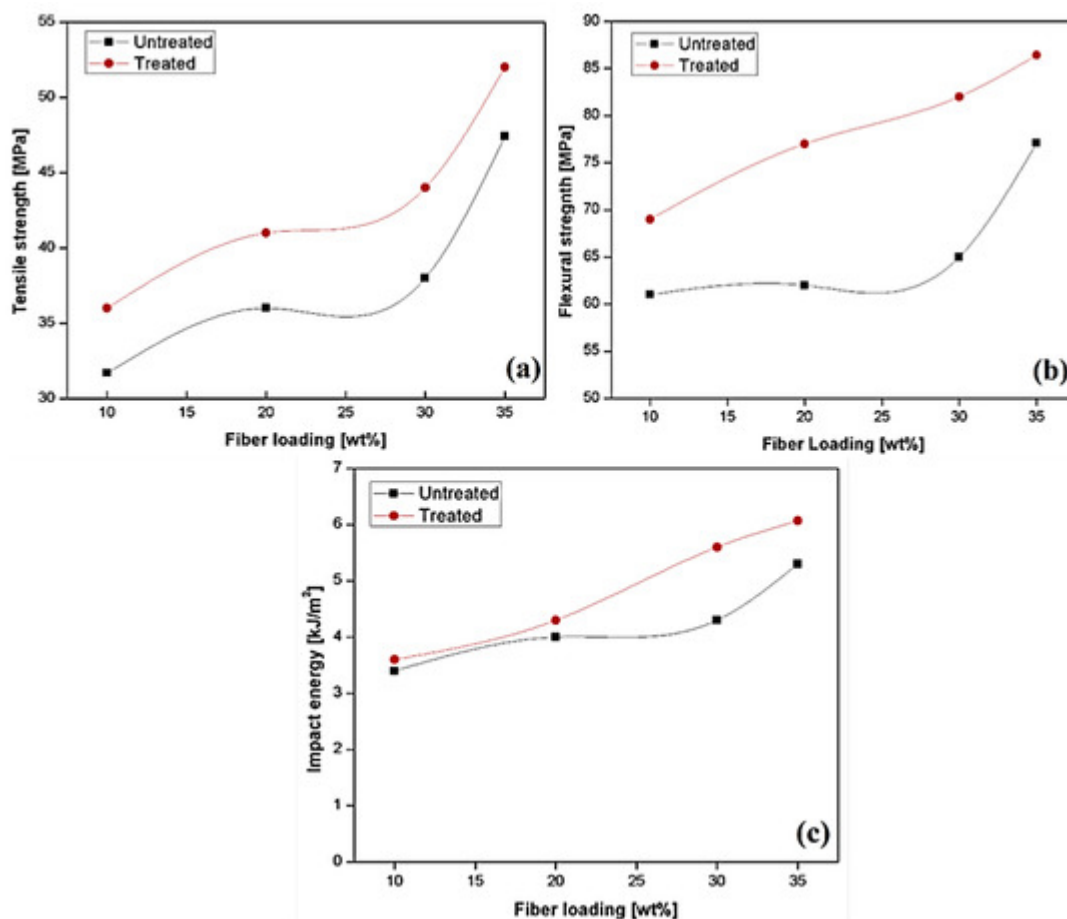 55
50
45
40
35
30
Tensile strength [MPa]
Untreated
Treated
(a)
10 15 20 25 30 35
Fiber loading [wt%]
90
85
80
75
70
65
60
55
50
Flexural stregnth [MPa]
Untreated
Treated
(b)
10 15 20 25 30 35
Fiber Loading [wt%]
7
6
5
4
3
2
1
0
Impact energy [kJ/m²]
Untreated
Treated
(c)
10 15 20 25 30 35
Fiber loading [wt%]